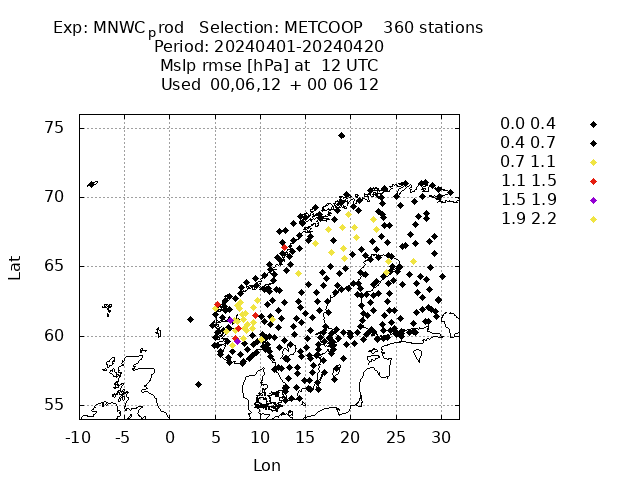 Exp: MNWC_prod   Selection: METCOOP    360 stations
Period: 20240401-20240420
Mslp rmse [hPa] at  12 UTC
Used 00,06,12 + 00 06 12
0.0 0.4
0.4 0.7
0.7 1.1
1.1 1.5
1.5 1.9
1.9 2.2
75
70
65
60
55
Lat
-10 -5 0 5 10 15 20 25 30
Lon